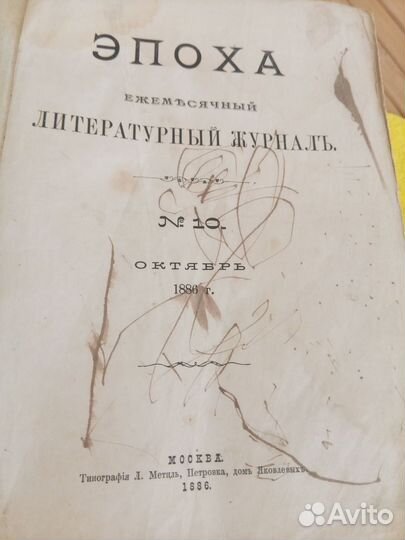 ЭПОХА
ЕЖЕМѢСЯЧНЫЙ
ЛИТЕРАТУРНЫЙ ЖУРНАЛЪ.
№ 10.
ОКТЯБРЬ
1886 г.
МОСКВА.
Типографія Л. Метцль, Петровка, домъ Яковлевыхъ
1886.
Avito